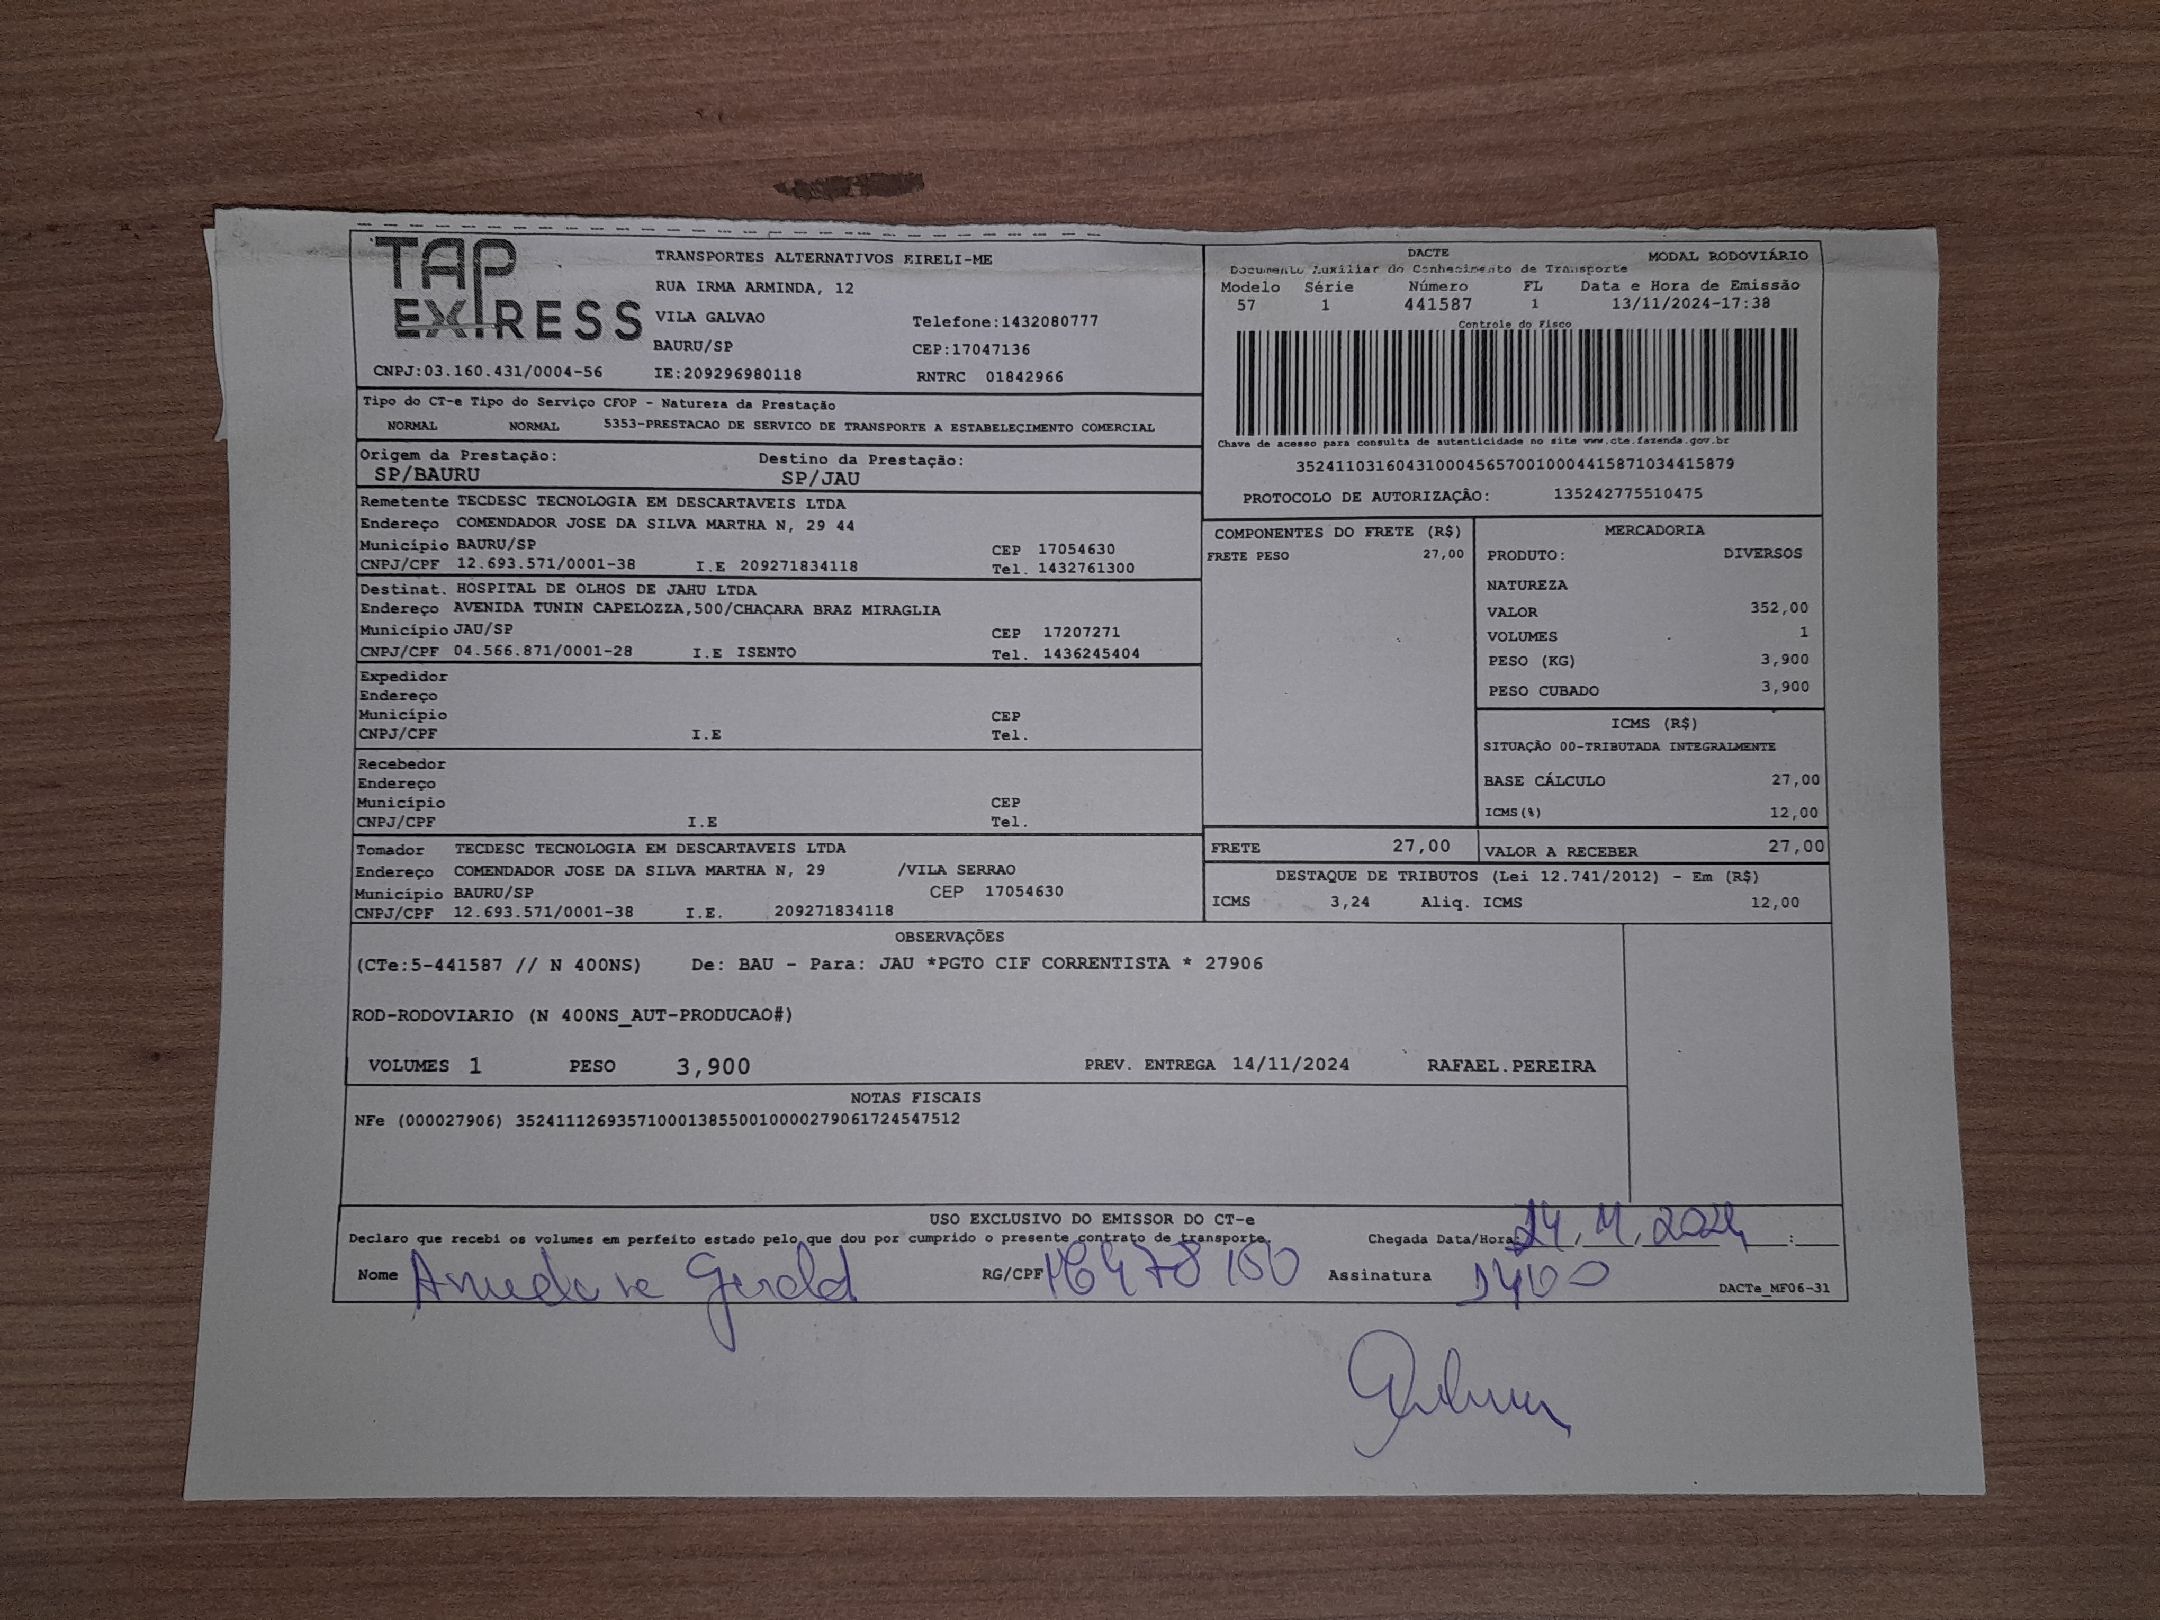 TAP
EXPRESS
TRANSPORTES ALTERNATIVOS EIRELI-ME
RUA IRMA ARMINDA, 12
VILA GALVAO Telefone:1432080777
BAURU/SP CEP:17047136
CNPJ:03.160.431/0004-56 IE:209296980118 RNTRC 01842966
DACTE MODAL RODOVIÁRIO
Documento Auxiliar do Conhecimento de Transporte
Modelo Série Número FL Data e Hora de Emissão
57 1 441587 1 13/11/2024-17:38
Controle do Fisco
Chave de acesso para consulta de autenticidade no site www.cte.fazenda.gov.br
35241103160431000456570010004415871034415879
PROTOCOLO DE AUTORIZAÇÃO: 135242775510475
Tipo do CT-e Tipo do Serviço CFOP - Natureza da Prestação
NORMAL NORMAL 5353-PRESTACAO DE SERVICO DE TRANSPORTE A ESTABELECIMENTO COMERCIAL
Origem da Prestação: Destino da Prestação:
SP/BAURU SP/JAU
Remetente TECDESC TECNOLOGIA EM DESCARTAVEIS LTDA
Endereço COMENDADOR JOSE DA SILVA MARTHA N, 29 44
Município BAURU/SP CEP 17054630
CNPJ/CPF 12.693.571/0001-38 I.E 209271834118 Tel. 1432761300
Destinat. HOSPITAL DE OLHOS DE JAHU LTDA
Endereço AVENIDA TUNIN CAPELOZZA,500/CHACARA BRAZ MIRAGLIA
Município JAU/SP CEP 17207271
CNPJ/CPF 04.566.871/0001-28 I.E ISENTO Tel. 1436245404
Expedidor
Endereço
Município CEP
CNPJ/CPF I.E Tel.
Recebedor
Endereço
Município CEP
CNPJ/CPF I.E Tel.
Tomador TECDESC TECNOLOGIA EM DESCARTAVEIS LTDA
Endereço COMENDADOR JOSE DA SILVA MARTHA N, 29 /VILA SERRAO
Município BAURU/SP CEP 17054630
CNPJ/CPF 12.693.571/0001-38 I.E. 209271834118
COMPONENTES DO FRETE (R$)
FRETE PESO 27,00
MERCADORIA
PRODUTO: DIVERSOS
NATUREZA
VALOR 352,00
VOLUMES 1
PESO (KG) 3,900
PESO CUBADO 3,900
ICMS (R$)
SITUAÇÃO 00-TRIBUTADA INTEGRALMENTE
BASE CÁLCULO 27,00
ICMS(%) 12,00
FRETE 27,00 VALOR A RECEBER 27,00
DESTAQUE DE TRIBUTOS (Lei 12.741/2012) - Em (R$)
ICMS 3,24 Aliq. ICMS 12,00
OBSERVAÇÕES
(CTe:5-441587 // N 400NS) De: BAU - Para: JAU *PGTO CIF CORRENTISTA * 27906
ROD-RODOVIARIO (N 400NS_AUT-PRODUCAO#)
VOLUMES 1 PESO 3,900 PREV. ENTREGA 14/11/2024 RAFAEL.PEREIRA
NOTAS FISCAIS
NFe (000027906) 35241112693571000138550010000279061724547512
USO EXCLUSIVO DO EMISSOR DO CT-e
Declaro que recebi os volumes em perfeito estado pelo que dou por cumprido o presente contrato de transporte. Chegada Data/Hora: 14.11.2024 :
Nome RG/CPF Assinatura 1400
DACTe_MF06-31